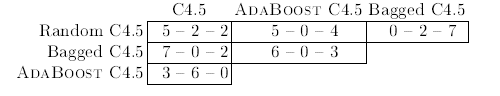 C4.5 AdaBoost C4.5 Bagged C4.5
Random C4.5 5 – 2 – 2 5 – 0 – 4 0 – 2 – 7
Bagged C4.5 7 – 0 – 2 6 – 0 – 3
AdaBoost C4.5 3 – 6 – 0